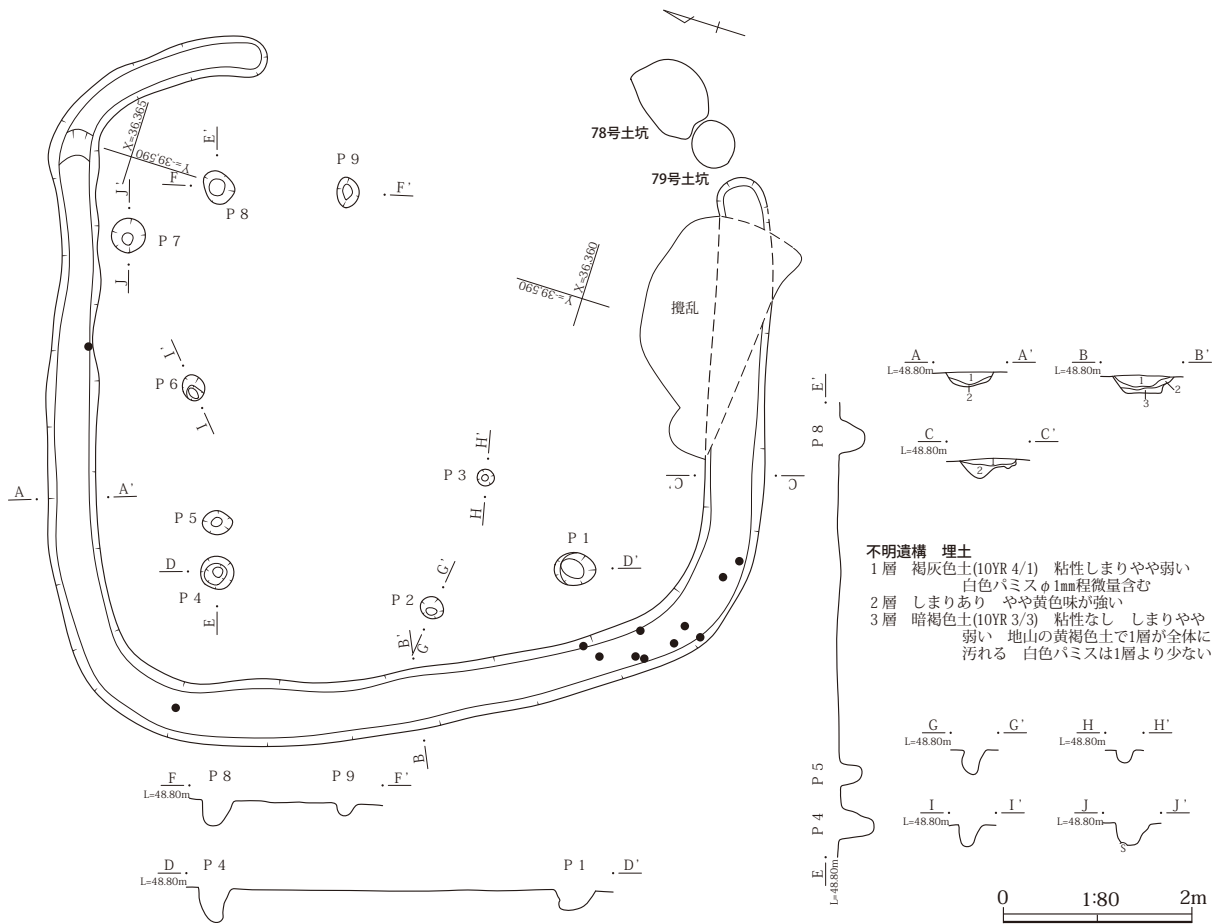 78号土坑
79号土坑
X=36,365
Y=-39,590
E'
F
P 8
P 9
F'
J'
P 7
J
X=36,360
Y=-39,590
攪乱
I'
P 6
I
H'
P 3
H
A
A'
C'
C
P 5
D
P 4
E
P 1
D'
G'
P 2
B'
G
B
F
P 8
P 9
F'
L=48.80m
D
P 4
P 1
D'
L=48.80m
E'
P 8
P 5
P 4
E
L=48.80m
A
A'
L=48.80m
1
2
B
B'
L=48.80m
1
2
3
C
C'
L=48.80m
1
2
不明遺構 埋土
1 層 褐灰色土(10YR 4/1) 粘性しまりやや弱い
白色パミスφ1㎜程微量含む
2 層 しまりあり やや黄色味が強い
3 層 暗褐色土(10YR 3/3) 粘性なし しまりやや
弱い 地山の黄褐色土で1層が全体に
汚れる 白色パミスは1層より少ない
G
G'
L=48.80m
H
H'
L=48.80m
I
I'
L=48.80m
J
J'
L=48.80m
S
0 1:80 2m